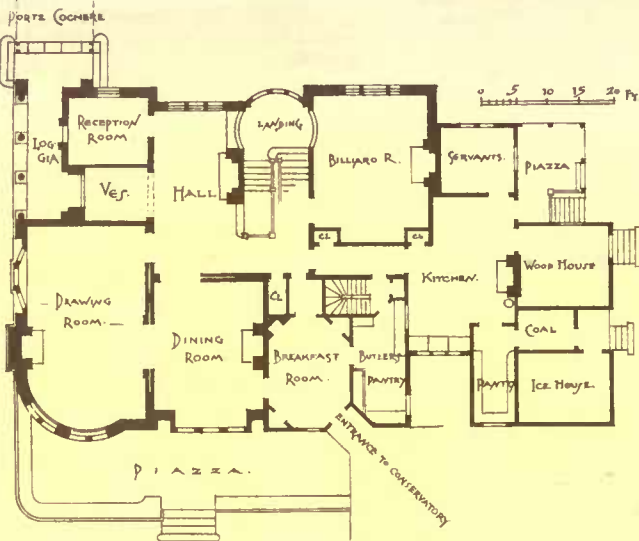 PORTE COCHERE
0 5 10 15 20 FT
RECEPTION
ROOM
LANDING
LOG-
GIA
VES.
HALL
BILLIARD R.
SERVANTS.
PIAZZA
CL
CL
KITCHEN.
WOOD HOUSE
DRAWING
ROOM.
CL
COAL
DINING
ROOM
BREAKFAST
ROOM.
BUTLERS
PANTRY
PANTY
ICE HOUSE.
PIAZZA.
ENTRANCE TO CONSERVATORY